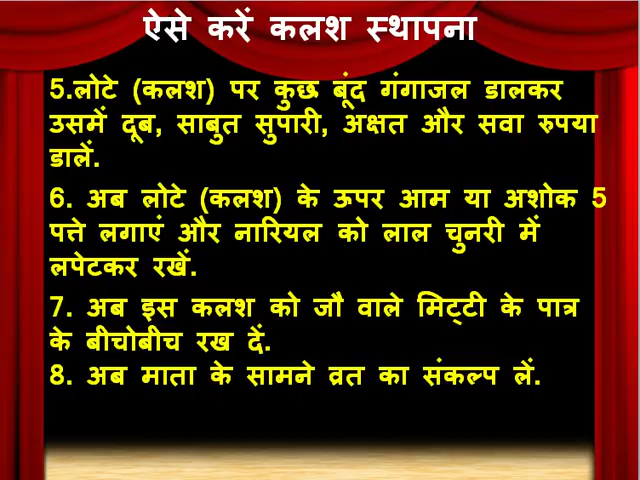 ऐसे करें कलश स्थापना
5.लोटे (कलश) पर कुछ बूंद गंगाजल डालकर
उसमें दूब, साबुत सुपारी, अक्षत और सवा रुपया
डालें.
6. अब लोटे (कलश) के ऊपर आम या अशोक 5
पत्ते लगाएं और नारियल को लाल चुनरी में
लपेटकर रखें.
7. अब इस कलश को जौ वाले मिट्टी के पात्र
के बीचोबीच रख दें.
8. अब माता के सामने व्रत का संकल्प लें.